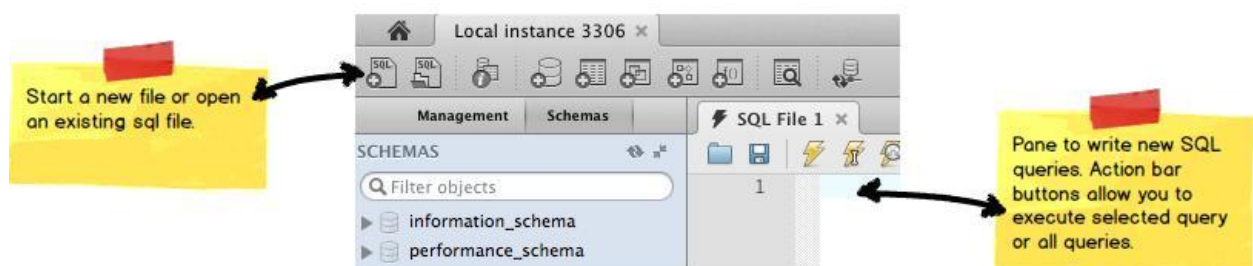 Local instance 3306
SQL
SQL
Start a new file or open
an existing sql file.
Management
Schemas
SQL File 1
SCHEMAS
Filter objects
1
information_schema
performance_schema
Pane to write new SQL
queries. Action bar
buttons allow you to
execute selected query
or all queries.